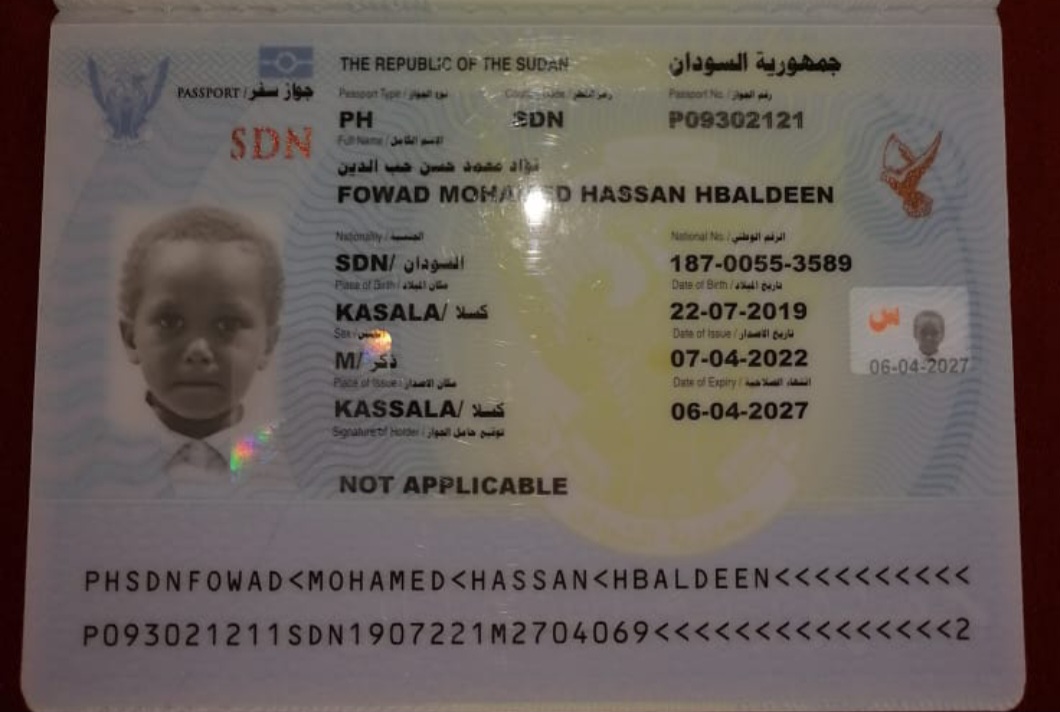 THE REPUBLIC OF THE SUDAN جمهورية السودان
PASSPORT / جواز سفر
Passport Type / نوع الجواز Country Code / رمز القطر Passport No. / رقم الجواز
PH SDN P09302121
SDN
Full Name / الاسم الكامل
فؤاد محمد حسن حب الدين
FOWAD MOHAMED HASSAN HBALDEEN
Nationality / الجنسية National No. / الرقم الوطني
SDN/ السودان 187-0055-3589
Place of Birth / مكان الميلاد Date of Birth / تاريخ الميلاد
KASALA/ كسلا 22-07-2019
Sex / الجنس Date of Issue / تاريخ الاصدار
M/ ذكر 07-04-2022
Place of Issue / مكان الاصدار Date of Expiry / انتهاء الصلاحية
KASSALA/ كسلا 06-04-2027
س
06-04-2027
Signature of Holder / توقيع حامل الجواز
NOT APPLICABLE
PHSDNFOWAD<MOHAMED<HASSAN<HBALDEEN<<<<<<<<<<
P093021211SDN1907221M2704069<<<<<<<<<<<<<<<2